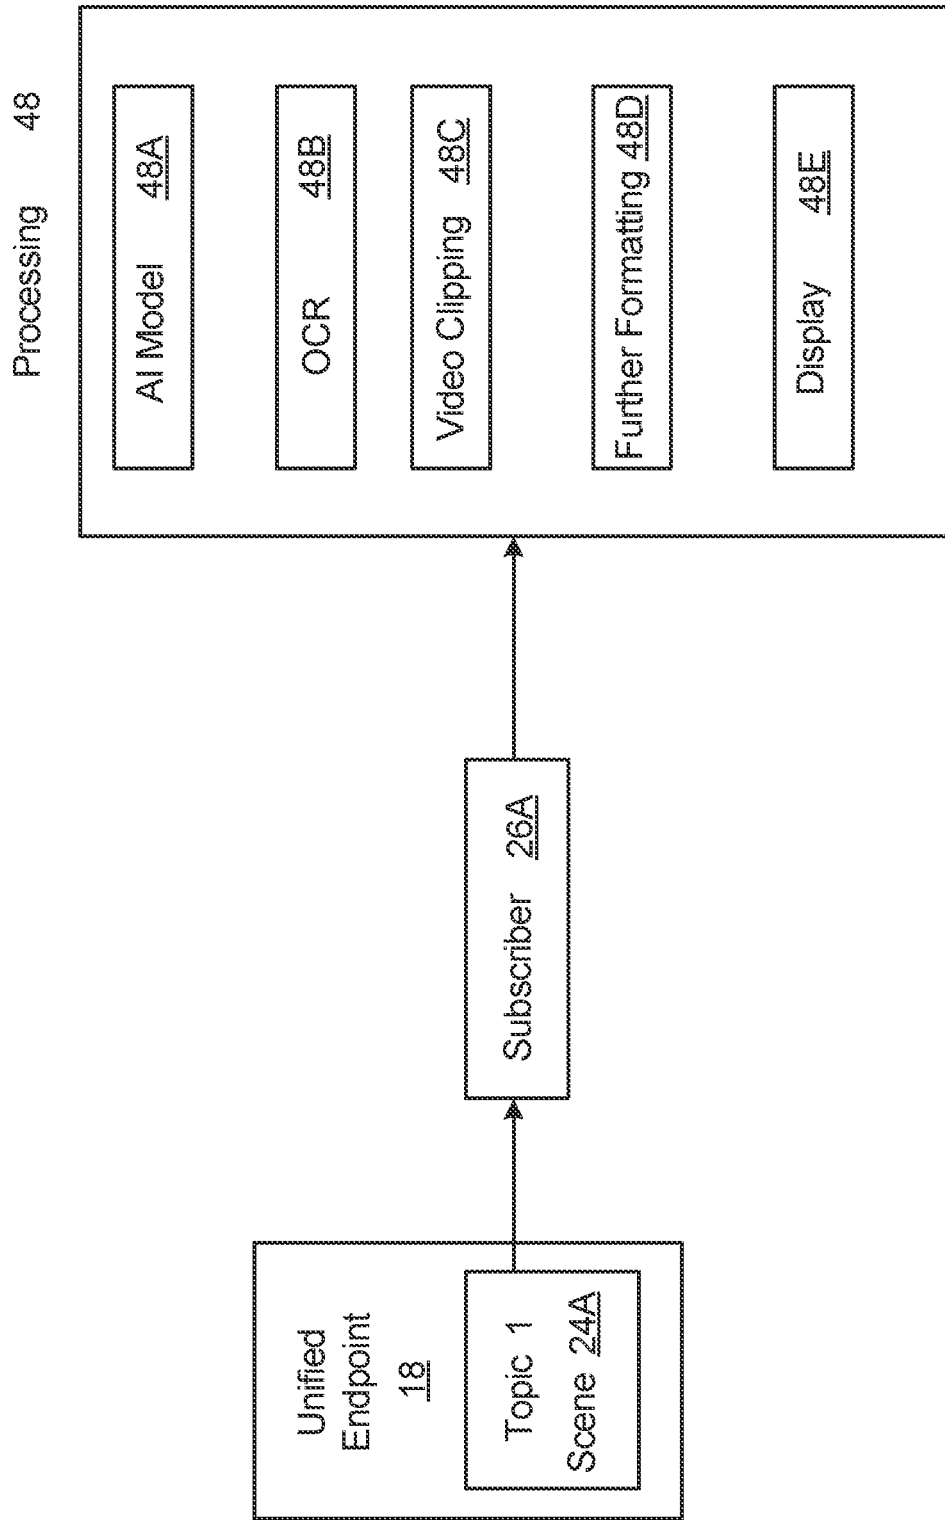 Unified
Endpoint
18
Topic 1
Scene 24A
Subscriber 26A
Processing 48
AI Model 48A
OCR 48B
Video Clipping 48C
Further Formatting 48D
Display 48E